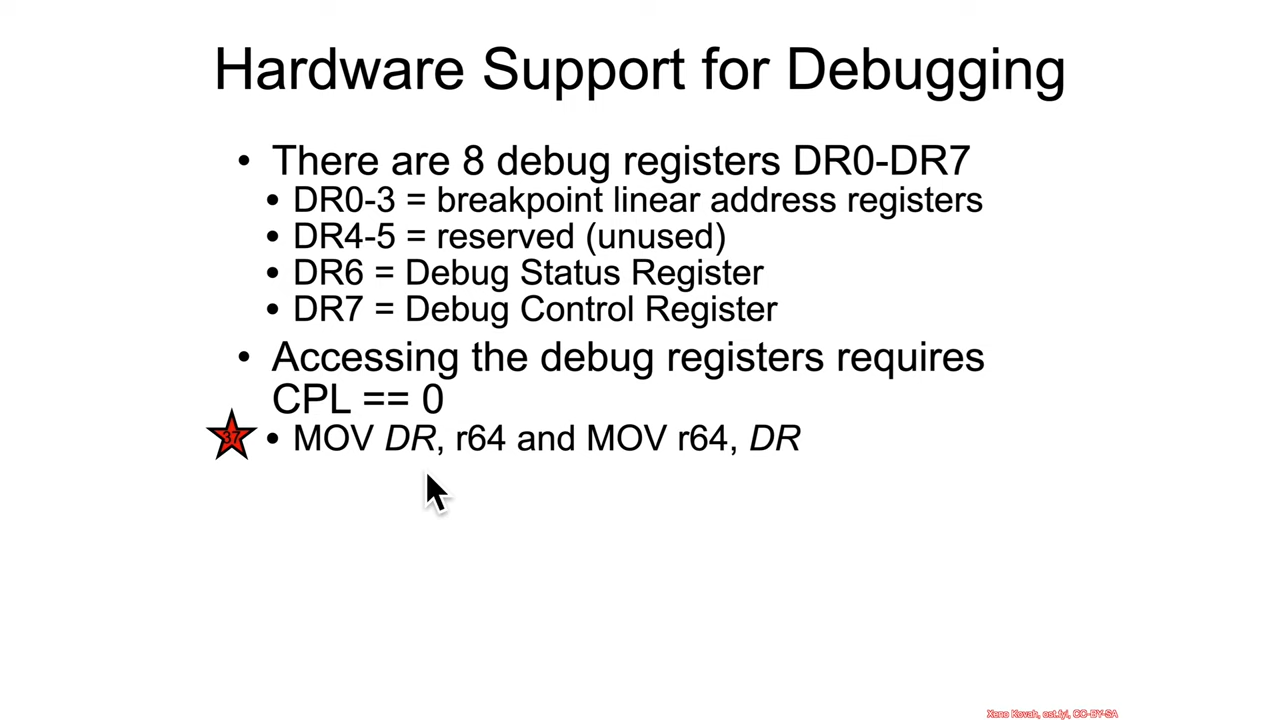 Hardware Support for Debugging
• There are 8 debug registers DR0-DR7
• DR0-3 = breakpoint linear address registers
• DR4-5 = reserved (unused)
• DR6 = Debug Status Register
• DR7 = Debug Control Register
• Accessing the debug registers requires
CPL == 0
37 • MOV DR, r64 and MOV r64, DR
Xeno Kovah, ost.fyi, CC-BY-SA